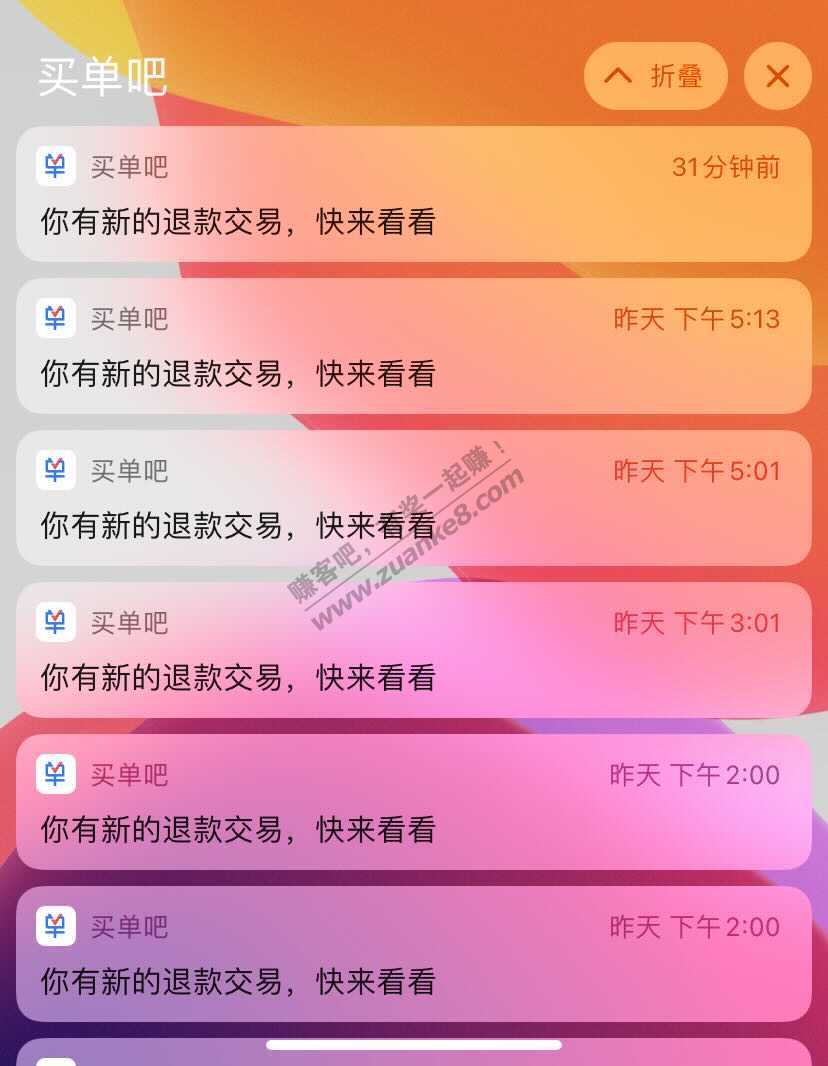 买单吧
折叠
买单吧
31分钟前
你有新的退款交易，快来看看
买单吧
昨天 下午5:13
你有新的退款交易，快来看看
买单吧
昨天 下午5:01
你有新的退款交易，快来看看
赚客吧，有奖一起赚！
www.zuanke8.com
买单吧
昨天 下午3:01
你有新的退款交易，快来看看
买单吧
昨天 下午2:00
你有新的退款交易，快来看看
买单吧
昨天 下午2:00
你有新的退款交易，快来看看